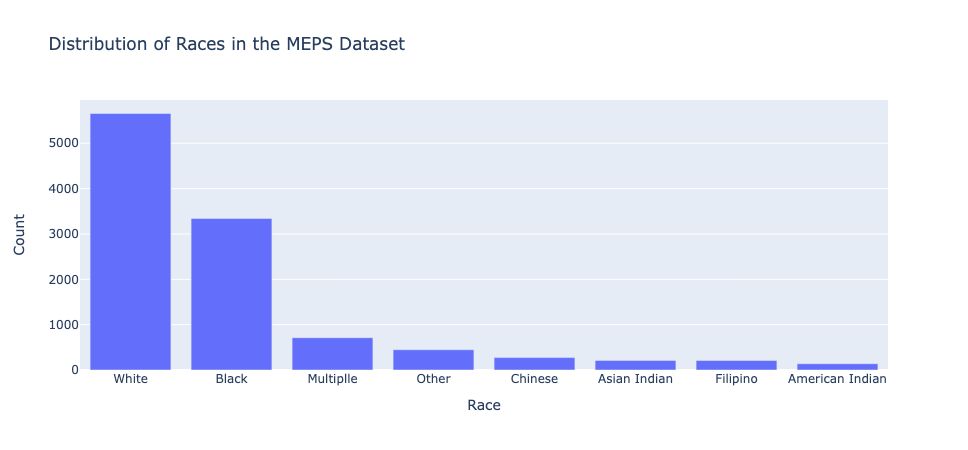 Distribution of Races in the MEPS Dataset
5000
4000
3000
2000
1000
0
Count
White Black Multiplle Other Chinese Asian Indian Filipino American Indian
Race